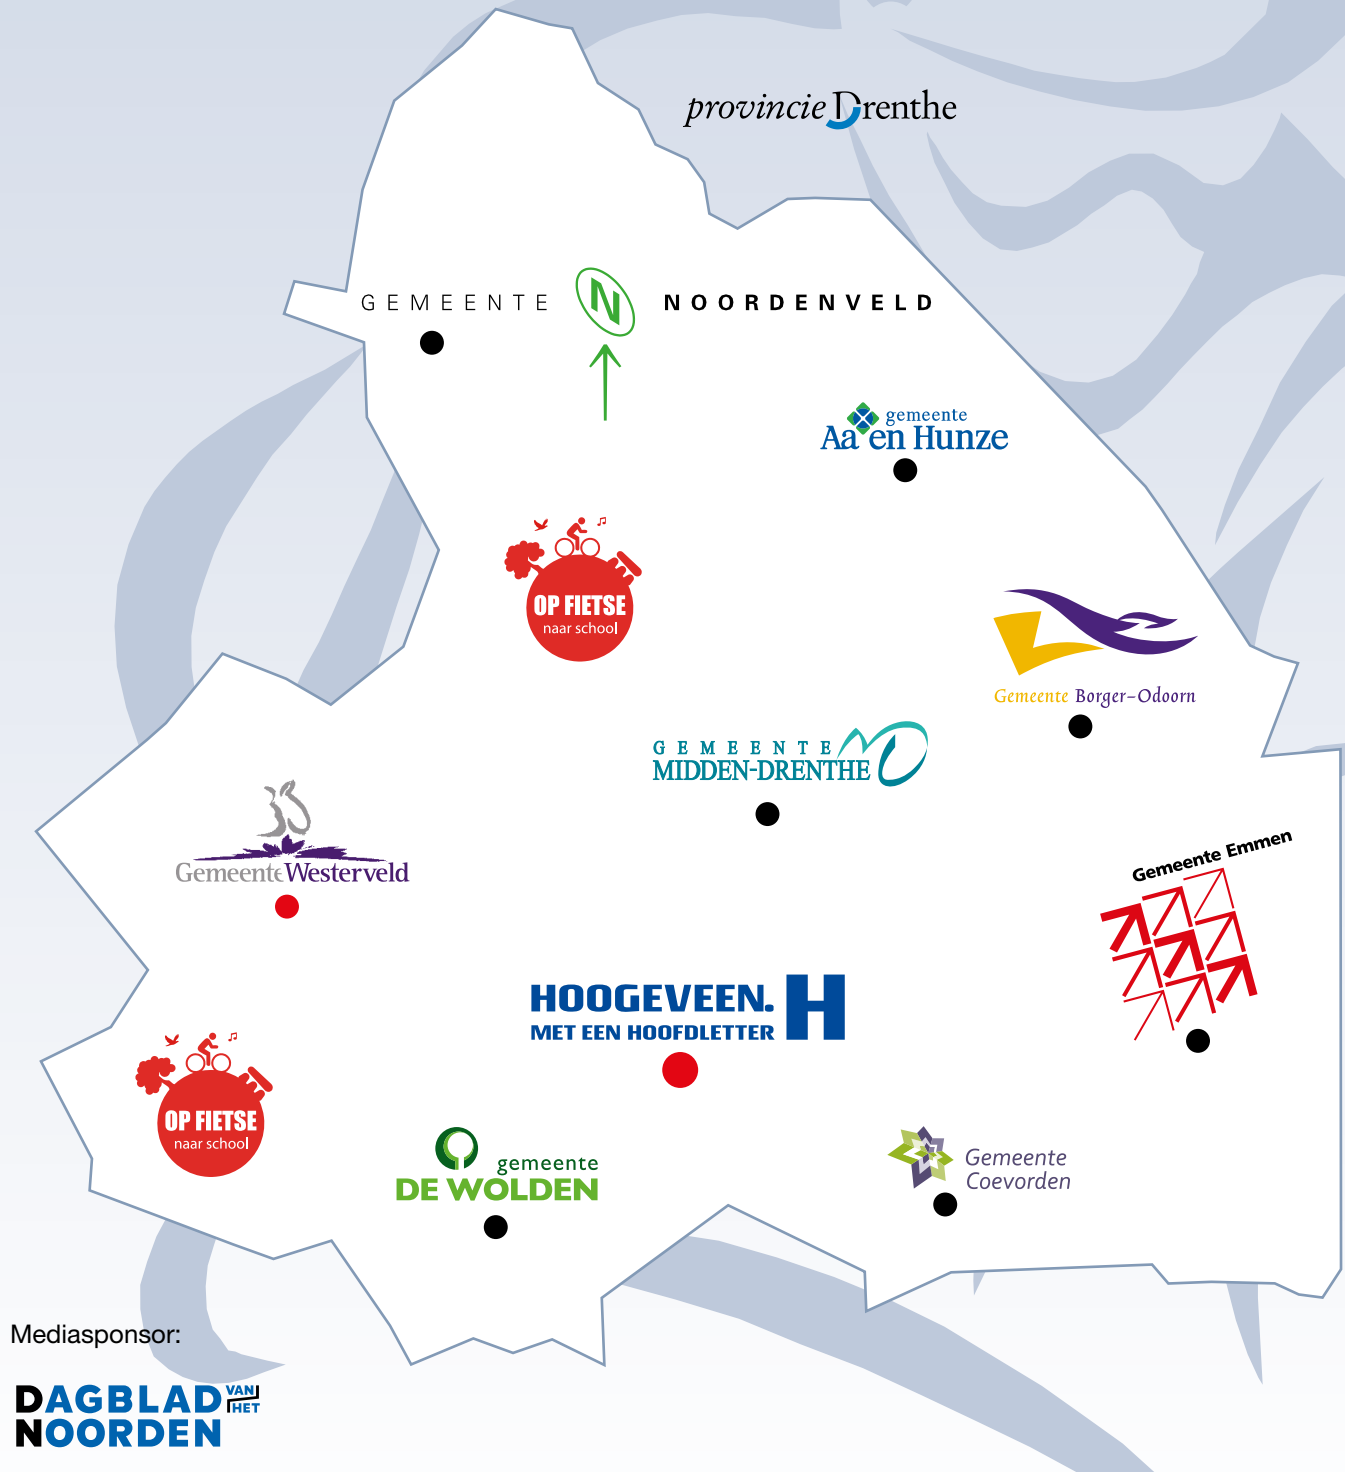 provincie Drenthe
GEMEENTE N NOORDENVELD
gemeente
Aa en Hunze
OP FIETSE
naar school
Gemeente Borger-Odoorn
GEMEENTE
MIDDEN-DRENTHE
Gemeente Westerveld
Gemeente Emmen
HOOGEVEEN. H
MET EEN HOOFDLETTER
OP FIETSE
naar school
gemeente
DE WOLDEN
Gemeente
Coevorden
Mediasponsor:
DAGBLAD VAN HET
NOORDEN